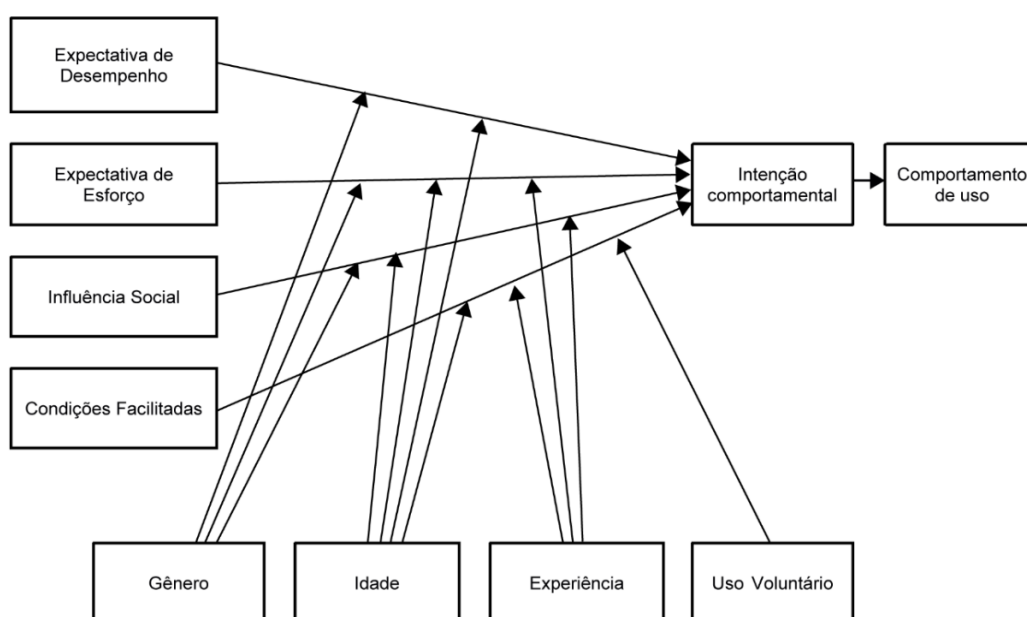 Expectativa de
Desempenho
Expectativa de
Esforço
Intenção
comportamental
Comportamento
de uso
Influência Social
Condições Facilitadas
Gênero
Idade
Experiência
Uso Voluntário